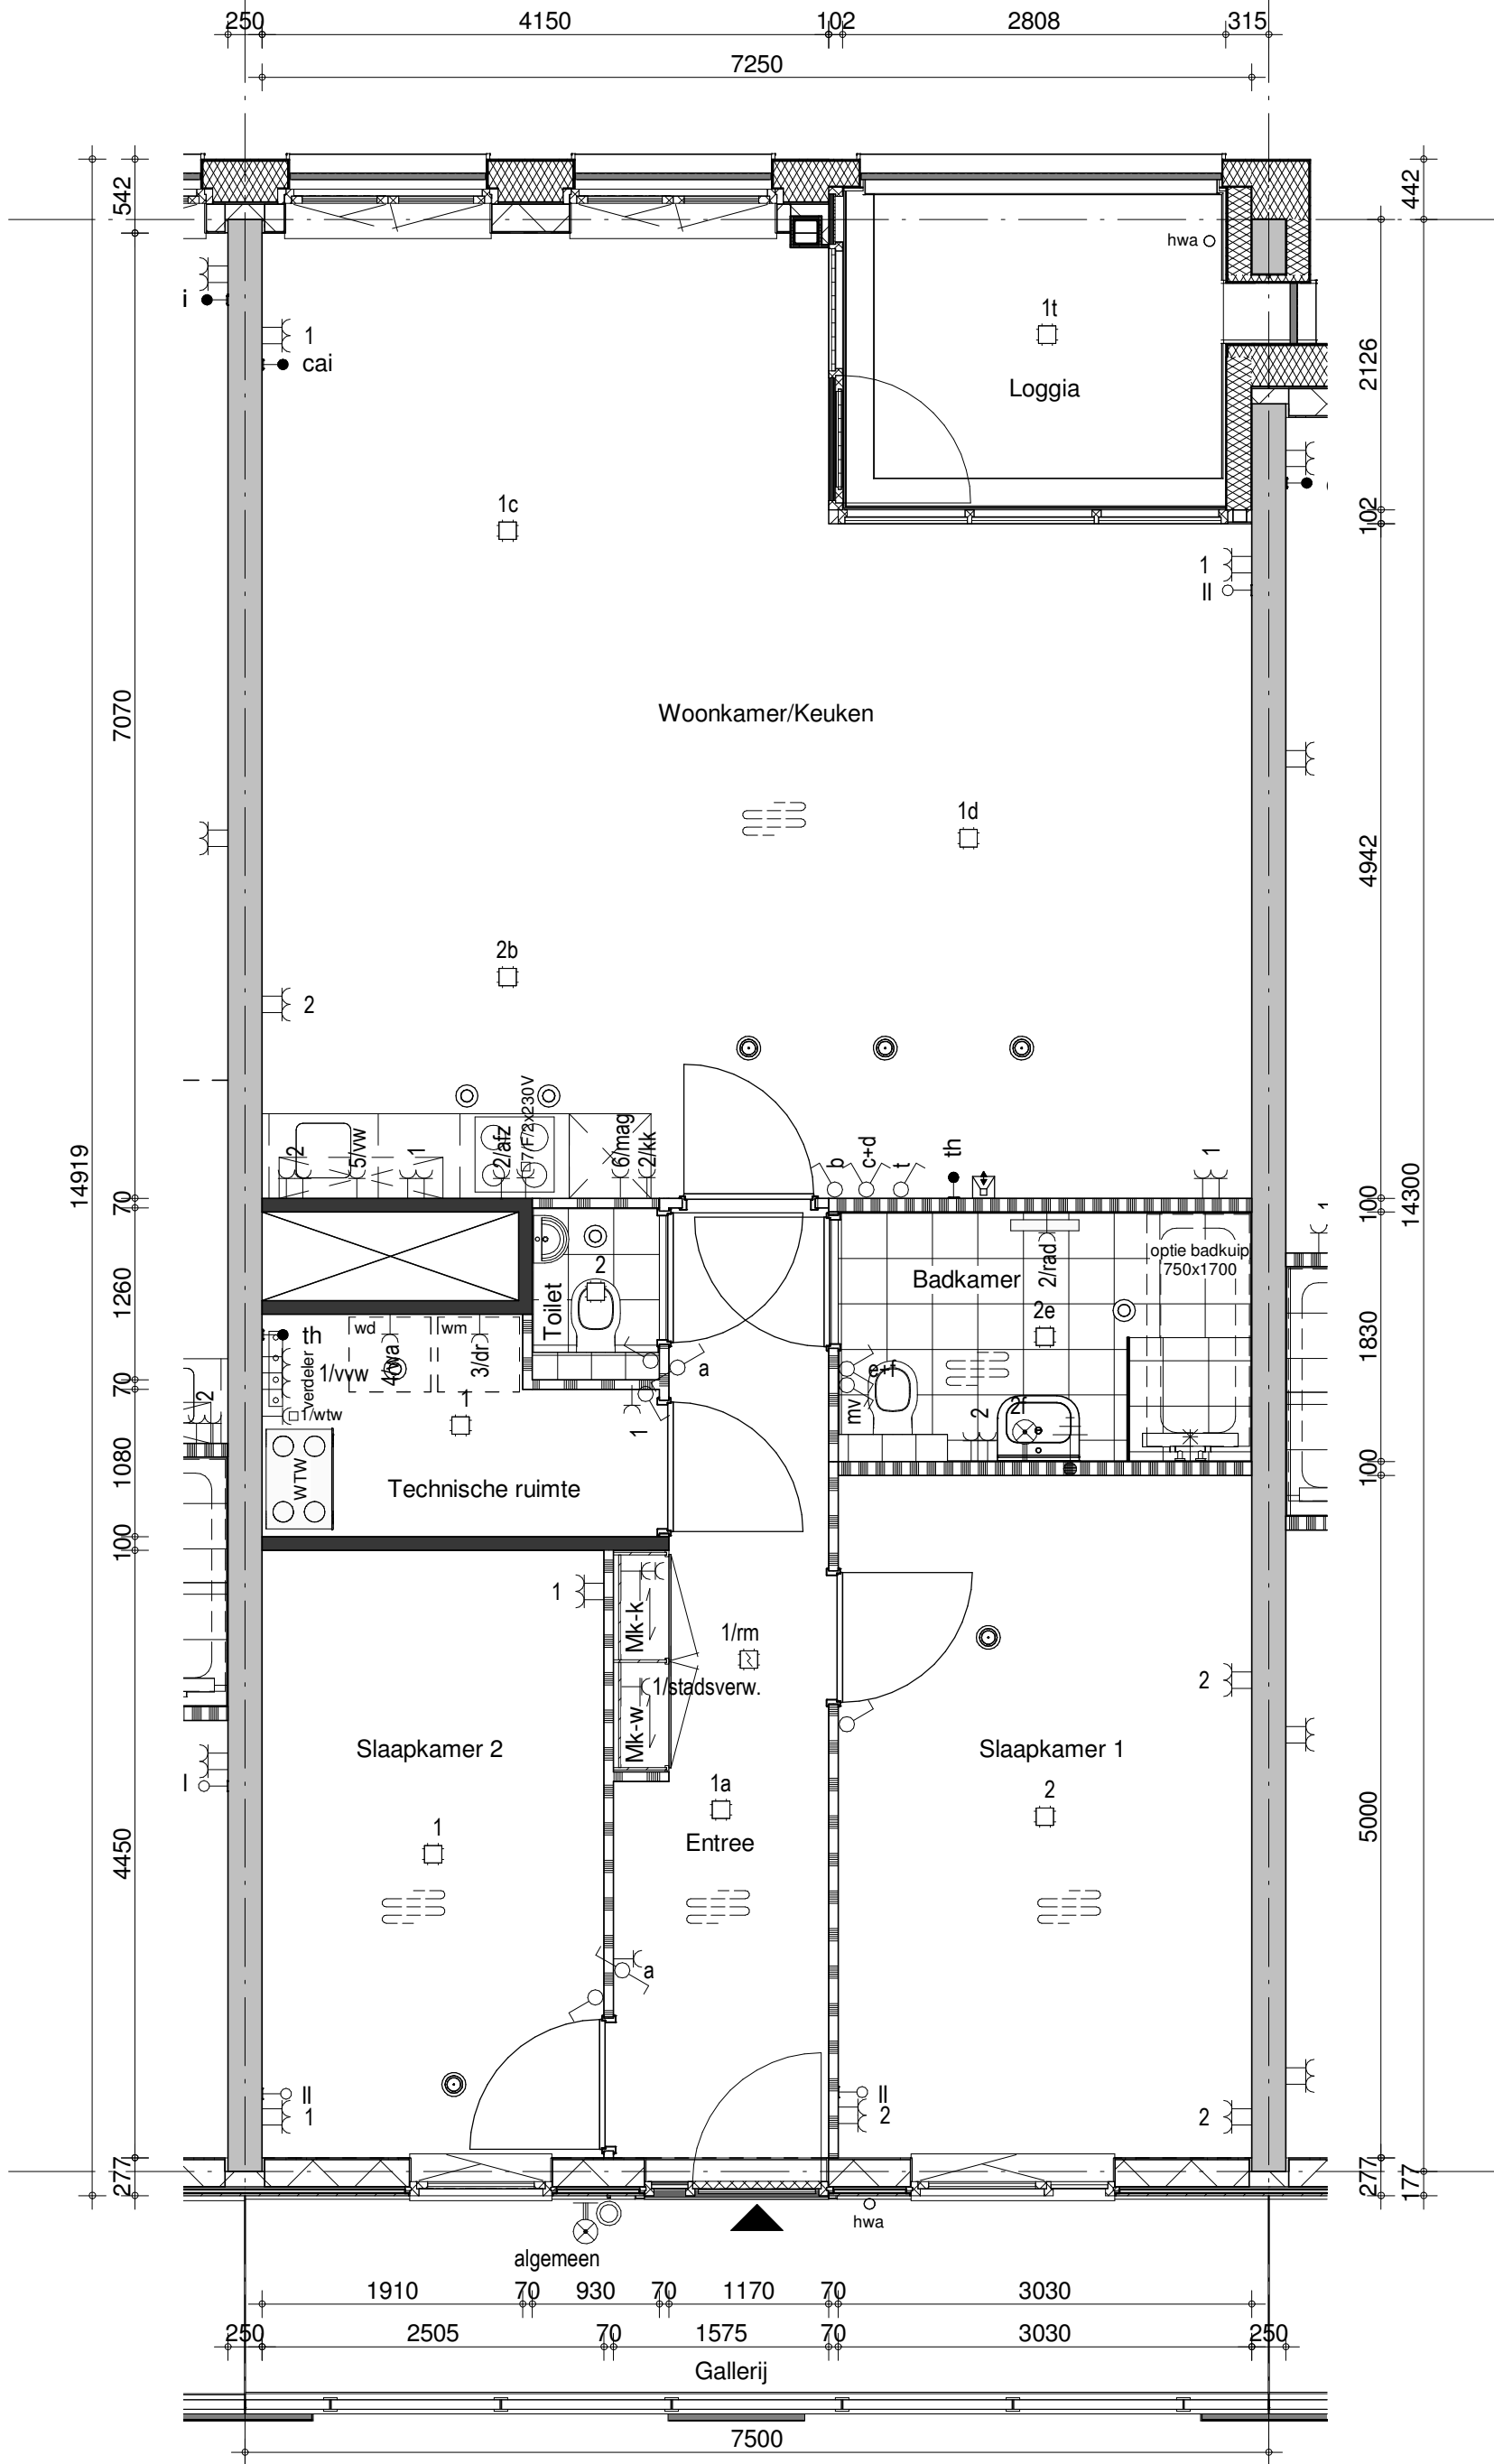 250 4150 102 2808 315
7250
542
442
hwa
i
1
cai
1t
Loggia
2126
1c
102
1
II
7070
Woonkamer/Keuken
1d
4942
2b
2
14919
14300
2
5/vw
1
2/afz
7/F/2x230V
6/mag
2/kk
b
c+d
t
th
1
70
100
1
Toilet
2
Badkamer
2/rad
optie badkuip
750x1700
1260
2e
1830
wd
wm
th
verdeler
1/vvw
4/wa
3/dr
a
e+f
mv
70
2
1/wtw
1
1
2
2f
1080
WTW
Technische ruimte
100
100
1
Mk-k
1/rm
1/stadsverw.
Mk-w
2
Slaapkamer 2
Slaapkamer 1
l
1a
2
1
Entree
4450
5000
a
II
1
II
2
2
277
277
177
hwa
algemeen
1910 70 930 70 1170 70 3030
250 2505 70 1575 70 3030 250
Gallerij
7500